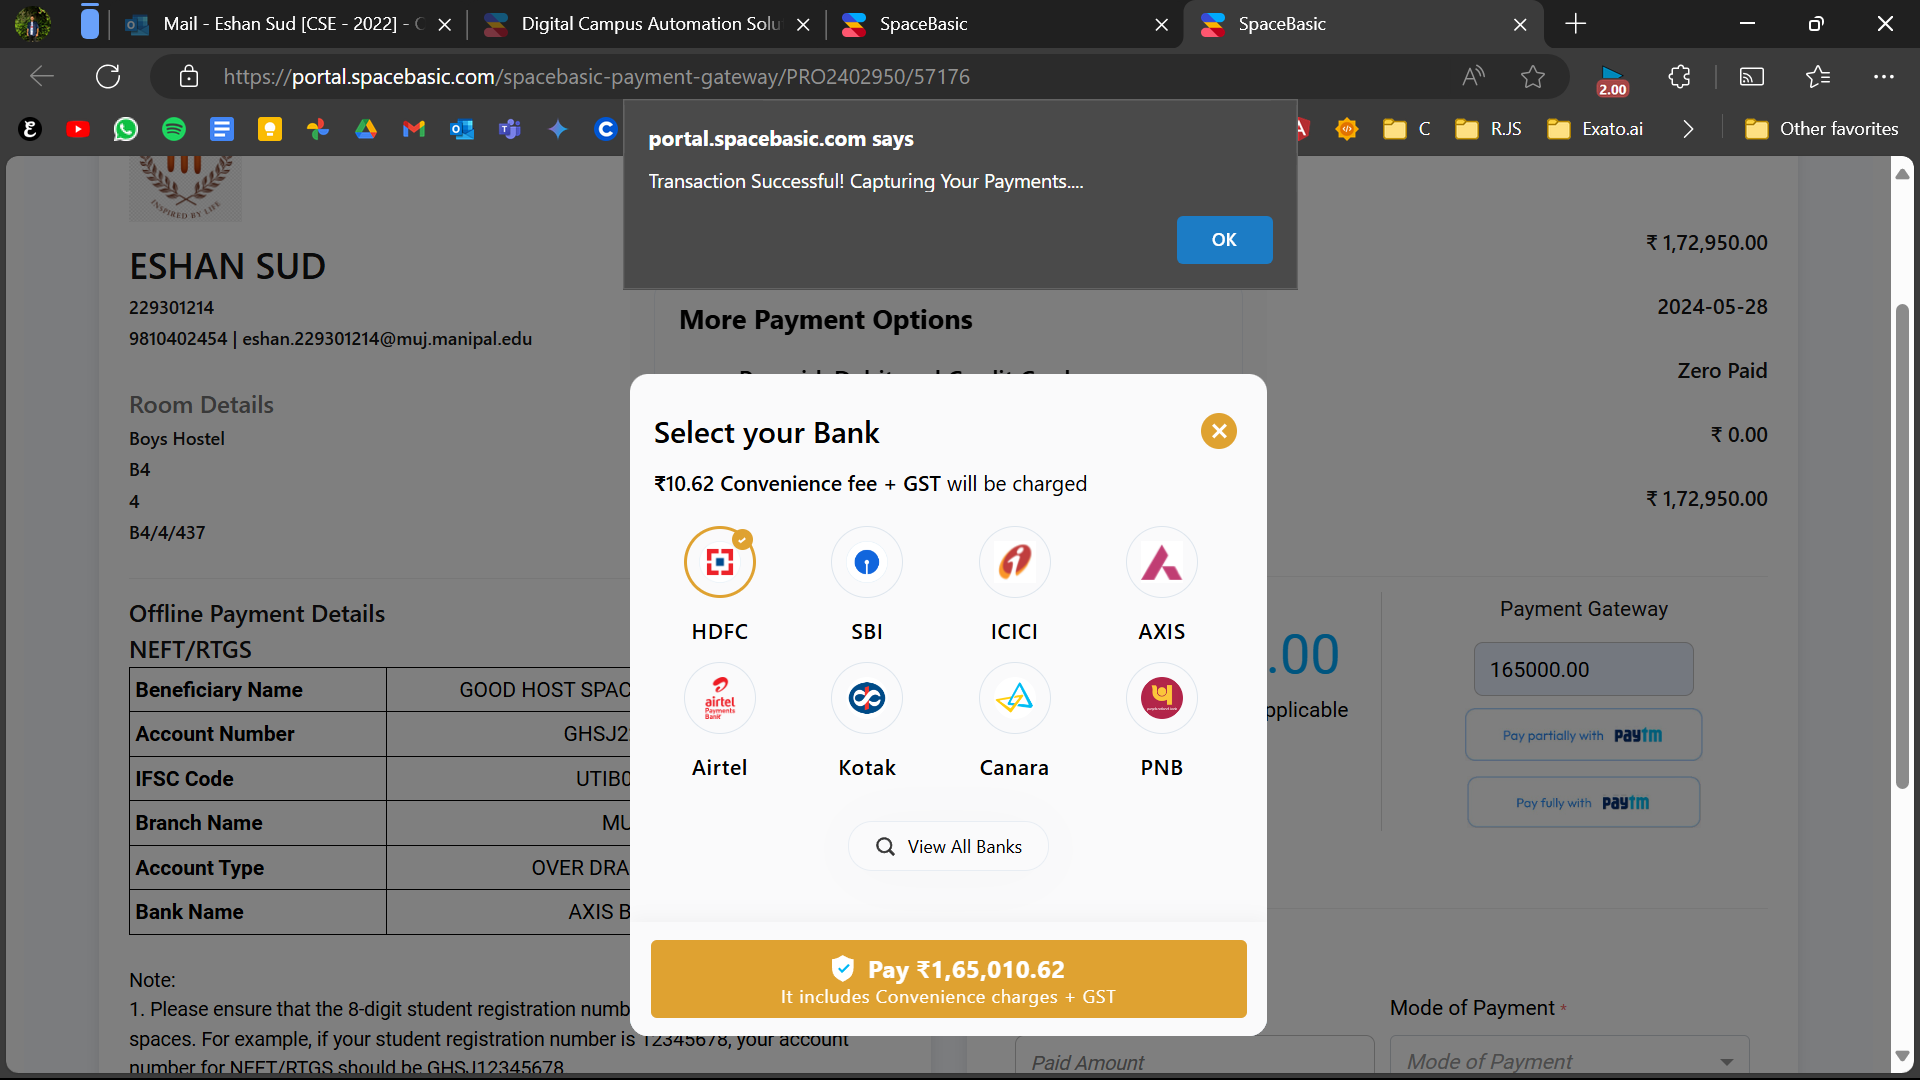 Mail - Eshan Sud [CSE - 2022] -
Digital Campus Automation Solu
SpaceBasic
SpaceBasic
https://portal.spacebasic.com/spacebasic-payment-gateway/PRO2402950/57176
2.00
C
R.JS
Exato.ai
Other favorites
portal.spacebasic.com says
Transaction Successful! Capturing Your Payments....
OK
INSPIRED BY LIFE
ESHAN SUD
229301214
9810402454 | eshan.229301214@muj.manipal.edu
Room Details
Boys Hostel
B4
4
B4/4/437
Offline Payment Details
NEFT/RTGS
Beneficiary Name GOOD HOST SPAC
Account Number GHSJ2
IFSC Code UTIB0
Branch Name MU
Account Type OVER DRA
Bank Name AXIS B
Note:
1. Please ensure that the 8-digit student registration numb
spaces. For example, if your student registration number is 12345678, your account
number for NEFT/RTGS should be GHSJ12345678
More Payment Options
Select your Bank
₹10.62 Convenience fee + GST will be charged
HDFC
SBI
ICICI
AXIS
airtel
Payments
Bank
Airtel
Kotak
Canara
PNB
View All Banks
Pay ₹1,65,010.62
It includes Convenience charges + GST
₹ 1,72,950.00
2024-05-28
Zero Paid
₹ 0.00
₹ 1,72,950.00
.00
pplicable
Payment Gateway
165000.00
Pay partially with paytm
Pay fully with paytm
Mode of Payment *
Paid Amount
Mode of Payment